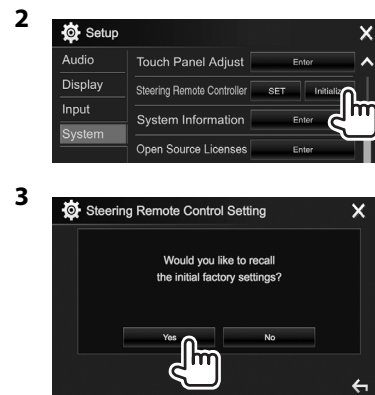 2
Setup
X
Audio
Touch Panel Adjust Enter
Display
Steering Remote Controller SET Initialize
Input
System Information Enter
System
Open Source Licenses Enter
3
Steering Remote Control Setting
X
Would you like to recall
the initial factory settings?
Yes No